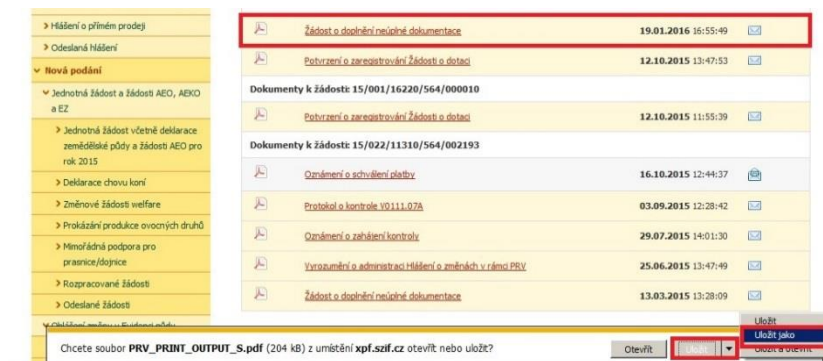 Hlášení o přímém prodeji
Odeslaná hlášení
Nová podání
Jednotná žádost a žádosti AEO, AEKO
a EZ
Jednotná žádost včetně deklarace
zemědělské půdy a žádosti AEO pro
rok 2015
Deklarace chovu koní
Změnové žádosti welfare
Prokázání produkce ovocných druhů
Mimořádná podpora pro
prasnice/dojnice
Rozpracované žádosti
Odeslané žádosti
Žádost o doplnění neúplné dokumentace 19.01.2016 16:55:49
Potvrzení o zaregistrování Žádosti o dotaci 12.10.2015 13:47:53
Dokumenty k žádosti: 15/001/16220/564/000010
Potvrzení o zaregistrování Žádosti o dotaci 12.10.2015 11:55:39
Dokumenty k žádosti: 15/022/11310/564/002193
Oznámení o schválení platby 16.10.2015 12:44:37
Protokol o kontrole V0111.07A 03.09.2015 12:28:42
Oznámení o zahájení kontroly 29.07.2015 14:01:30
Vyrozumění o administraci Hlášení o změnách v rámci PRV 25.06.2015 13:47:49
Žádost o doplnění neúplné dokumentace 13.03.2015 13:28:09
Uložit
Uložit jako
Uložit a otevřít
Chcete soubor PRV_PRINT_OUTPUT_S.pdf (204 kB) z umístění xpf.szif.cz otevřít nebo uložit? Otevřít Uložit